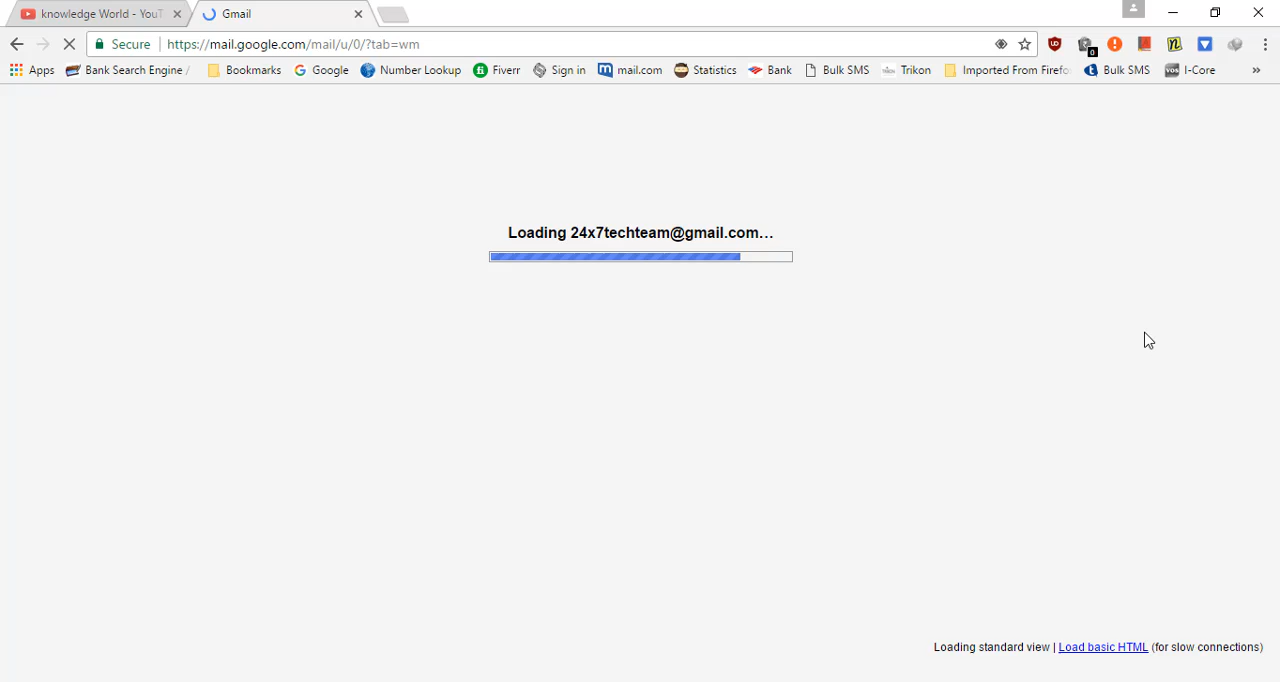 knowledge World - YouT
Gmail
Secure https://mail.google.com/mail/u/0/?tab=wm
Apps Bank Search Engine / Bookmarks Google Number Lookup Fiverr Sign in mail.com Statistics Bank Bulk SMS Trikon Imported From Firefo Bulk SMS I-Core »
Loading 24x7techteam@gmail.com…
Loading standard view | Load basic HTML (for slow connections)